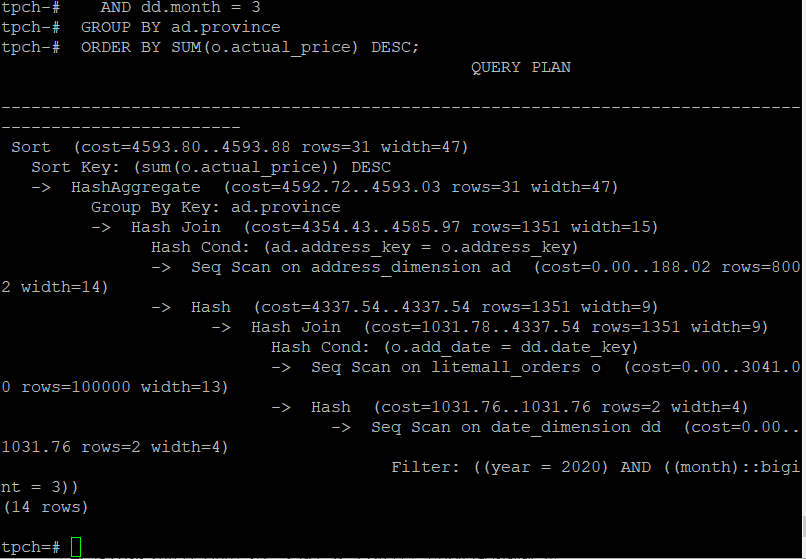 tpch-#    AND dd.month = 3
tpch-#  GROUP BY ad.province
tpch-#  ORDER BY SUM(o.actual_price) DESC;
                                               QUERY PLAN

--------------------------------------------------------------------------------
------------------------
 Sort  (cost=4593.80..4593.88 rows=31 width=47)
   Sort Key: (sum(o.actual_price)) DESC
   ->  HashAggregate  (cost=4592.72..4593.03 rows=31 width=47)
         Group By Key: ad.province
         ->  Hash Join  (cost=4354.43..4585.97 rows=1351 width=15)
               Hash Cond: (ad.address_key = o.address_key)
               ->  Seq Scan on address_dimension ad  (cost=0.00..188.02 rows=800
2 width=14)
               ->  Hash  (cost=4337.54..4337.54 rows=1351 width=9)
                     ->  Hash Join  (cost=1031.78..4337.54 rows=1351 width=9)
                           Hash Cond: (o.add_date = dd.date_key)
                           ->  Seq Scan on litemall_orders o  (cost=0.00..3041.0
0 rows=100000 width=13)
                           ->  Hash  (cost=1031.76..1031.76 rows=2 width=4)
                                 ->  Seq Scan on date_dimension dd  (cost=0.00..
1031.76 rows=2 width=4)
                                       Filter: ((year = 2020) AND ((month)::bigi
nt = 3))
(14 rows)

tpch=#